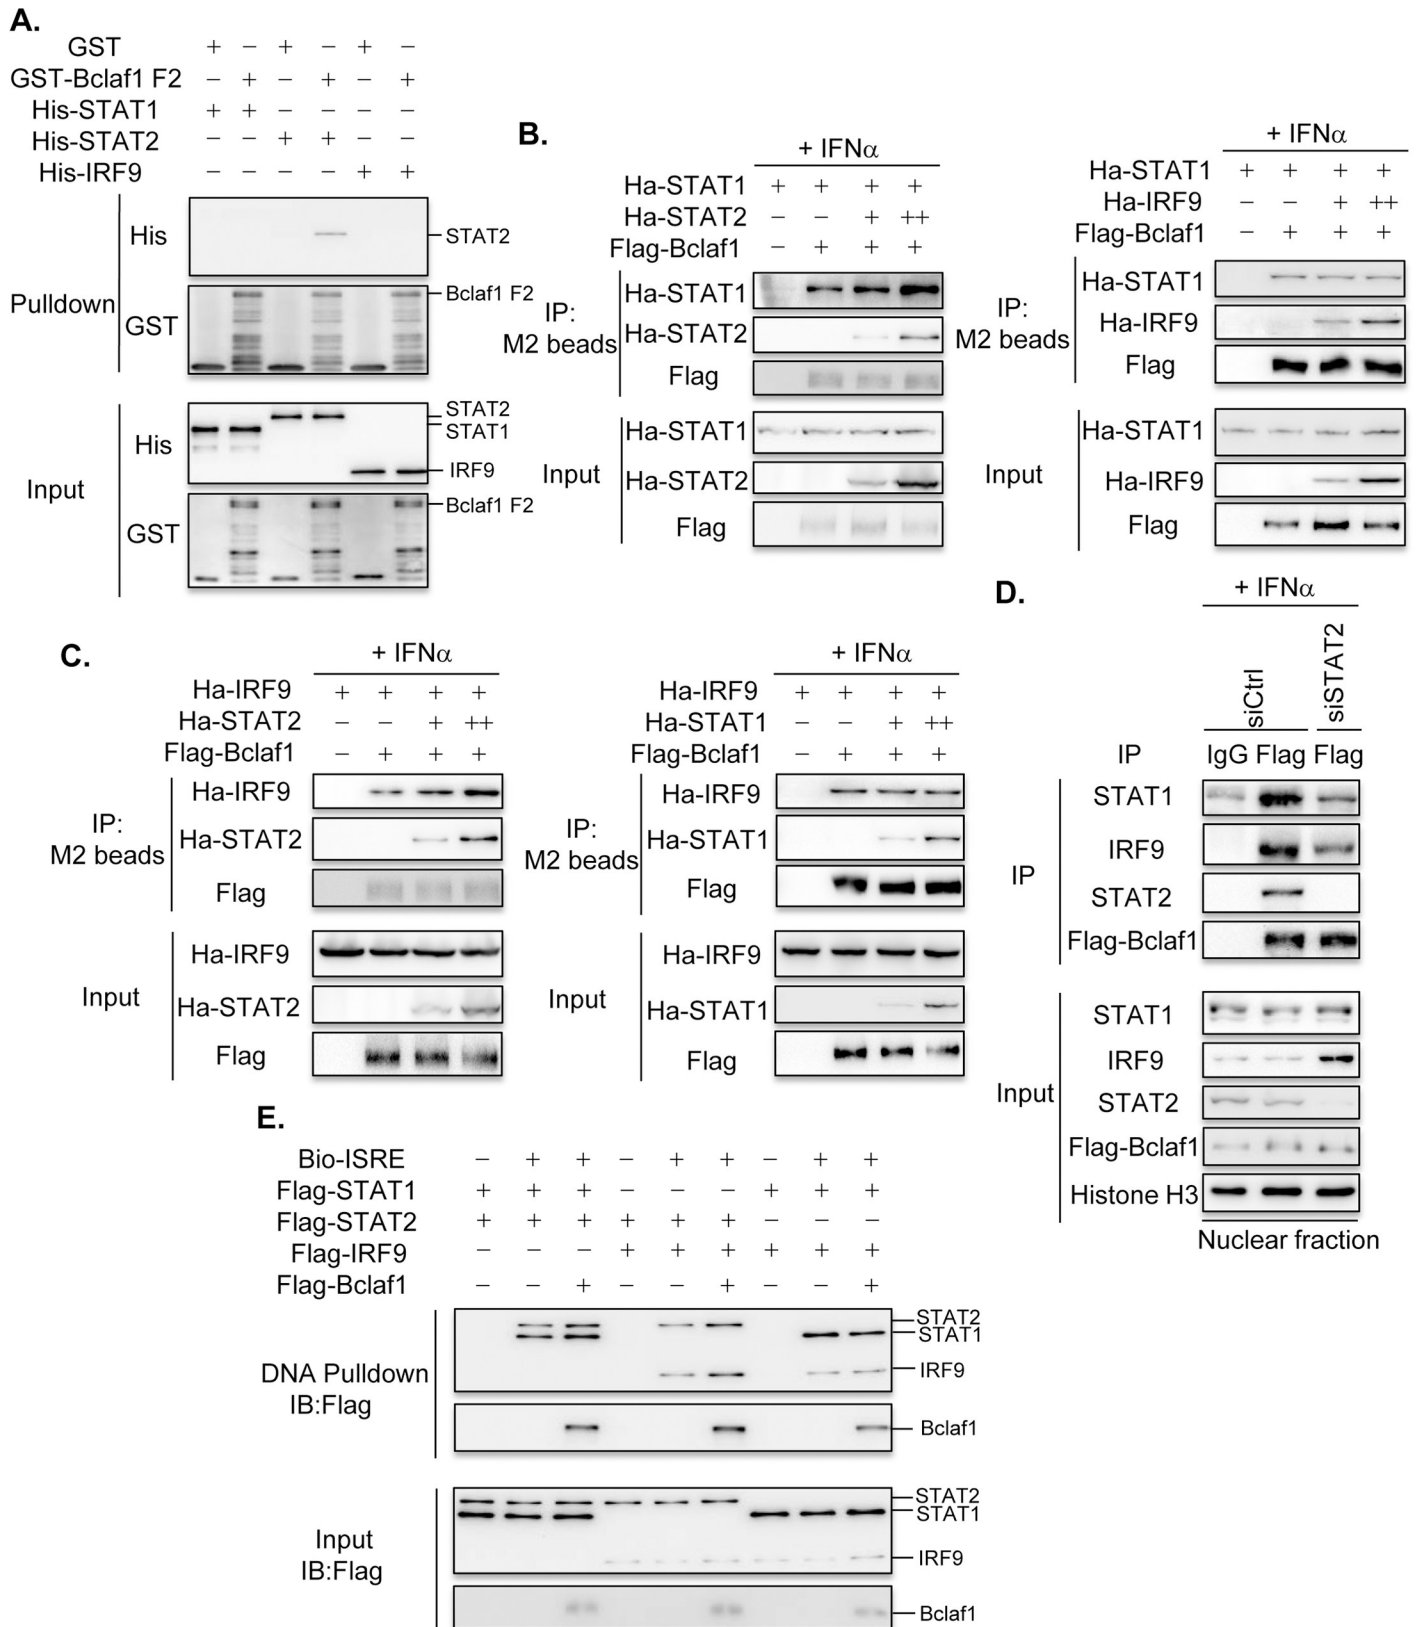 A.
GST + − + − + −
GST-Bclaf1 F2 − + − + − +
His-STAT1 + + − − − −
His-STAT2 − − + + − −
His-IRF9 − − − − + +
Pulldown
His
STAT2
GST
Bclaf1 F2
Input
His
STAT2
STAT1
IRF9
GST
Bclaf1 F2
B.
+ IFNα
Ha-STAT1 + + + +
Ha-STAT2 − − + ++
Flag-Bclaf1 − + + +
IP:
M2 beads
Ha-STAT1
Ha-STAT2
Flag
Input
Ha-STAT1
Ha-STAT2
Flag
+ IFNα
Ha-STAT1 + + + +
Ha-IRF9 − − + ++
Flag-Bclaf1 − + + +
IP:
M2 beads
Ha-STAT1
Ha-IRF9
Flag
Input
Ha-STAT1
Ha-IRF9
Flag
C.
+ IFNα
Ha-IRF9 + + + +
Ha-STAT2 − − + ++
Flag-Bclaf1 − + + +
IP:
M2 beads
Ha-IRF9
Ha-STAT2
Flag
Input
Ha-IRF9
Ha-STAT2
Flag
+ IFNα
Ha-IRF9 + + + +
Ha-STAT1 − − + ++
Flag-Bclaf1 − + + +
IP:
M2 beads
Ha-IRF9
Ha-STAT1
Flag
Input
Ha-IRF9
Ha-STAT1
Flag
D.
+ IFNα
siCtrl
siSTAT2
IP IgG Flag Flag
IP
STAT1
IRF9
STAT2
Flag-Bclaf1
Input
STAT1
IRF9
STAT2
Flag-Bclaf1
Histone H3
Nuclear fraction
E.
Bio-ISRE − + + − + + − + +
Flag-STAT1 + + + − − − + + +
Flag-STAT2 + + + + + + − − −
Flag-IRF9 − − − + + + + + +
Flag-Bclaf1 − − + − − + − − +
DNA Pulldown
IB:Flag
STAT2
STAT1
IRF9
Bclaf1
Input
IB:Flag
STAT2
STAT1
IRF9
Bclaf1